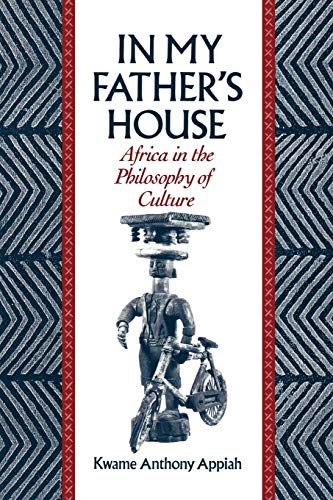 IN MY
FATHER'S
HOUSE
Africa in the
Philosophy of
Culture
Kwame Anthony Appiah